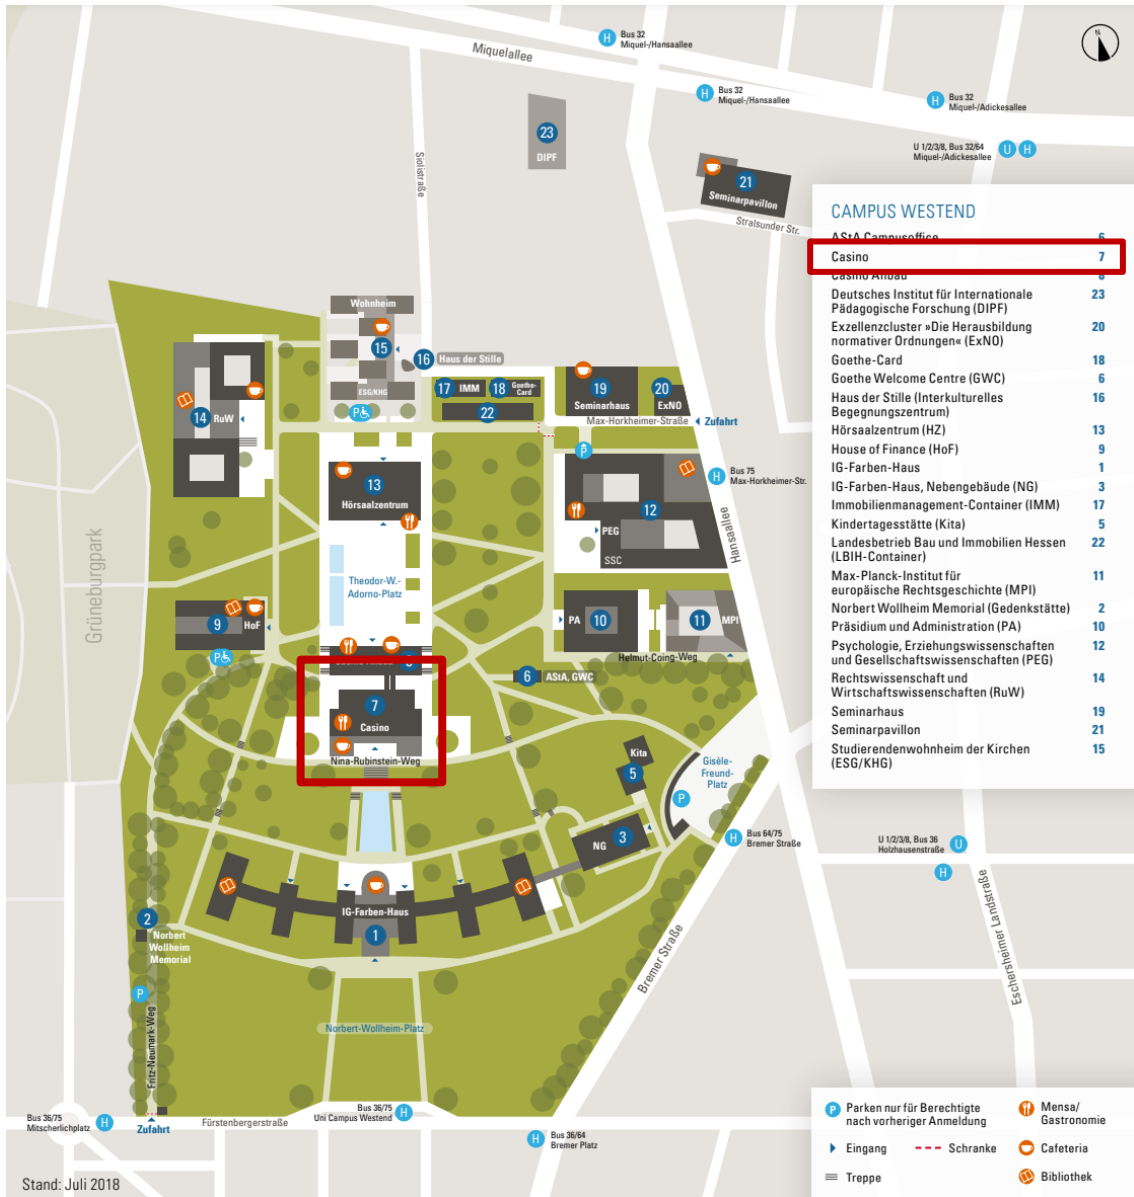 Bus 32
Miquel-/Hansaallee
Miquelallee
N
H
Bus 32
Miquel-/Hansaallee
H
Bus 32
Miquel-/Adickesallee
H
U 1/2/3/8, Bus 32/64
Miquel-/Adickesallee
U
H
23
DIPF
Siolistraße
21
Seminarpavillon
Stralsunder Str.
CAMPUS WESTEND
AStA Campusoffice 6
Casino 7
Casino Anbau 8
Deutsches Institut für Internationale 23
Pädagogische Forschung (DIPF)
Exzellenzcluster »Die Herausbildung 20
normativer Ordnungen« (ExNO)
Goethe-Card 18
Goethe Welcome Centre (GWC) 6
Haus der Stille (Interkulturelles 16
Begegnungszentrum)
Hörsaalzentrum (HZ) 13
House of Finance (HoF) 9
IG-Farben-Haus 1
IG-Farben-Haus, Nebengebäude (NG) 3
Immobilienmanagement-Container (IMM) 17
Kindertagesstätte (Kita) 5
Landesbetrieb Bau und Immobilien Hessen 22
(LBIH-Container)
Max-Planck-Institut für 11
europäische Rechtsgeschichte (MPI)
Norbert Wollheim Memorial (Gedenkstätte) 2
Präsidium und Administration (PA) 10
Psychologie, Erziehungswissenschaften 12
und Gesellschaftswissenschaften (PEG)
Rechtswissenschaft und 14
Wirtschaftswissenschaften (RuW)
Seminarhaus 19
Seminarpavillon 21
Studierendenwohnheim der Kirchen 15
(ESG/KHG)
Wohnheim
15
16 Haus der Stille
ESG/KHG
17 IMM
18 Goethe-
Card
22
19
Seminarhaus
20
ExNO
14 RuW
P
Max-Horkheimer-Straße
Zufahrt
P
Bus 75
Max-Horkheimer-Str.
H
13
Hörsaalzentrum
12
PEG
SSC
Hansaallee
Grüneburgpark
Theodor-W.-
Adorno-Platz
9 HoF
P
PA 10
11 MPI
Helmut-Coing-Weg
6 AStA, GWC
7
Casino
Nina-Rubinstein-Weg
Kita
5
Gisèle-
Freund-
Platz
P
3
NG
H
Bus 64/75
Bremer Straße
U 1/2/3/8, Bus 36
Holzhausenstraße
U
H
IG-Farben-Haus
1
2
Norbert
Wollheim
Memorial
P
Bremer Straße
Eschersheimer Landstraße
Norbert-Wollheim-Platz
Fritz-Neumark-Weg
Bus 36/75
Mitscherlichplatz
H
Zufahrt
Fürstenbergerstraße
Bus 36/75
Uni Campus Westend
H
H
Bus 36/64
Bremer Platz
P Parken nur für Berechtigte
nach vorheriger Anmeldung
Mensa/
Gastronomie
Eingang
Schranke
Cafeteria
Treppe
Bibliothek
Stand: Juli 2018